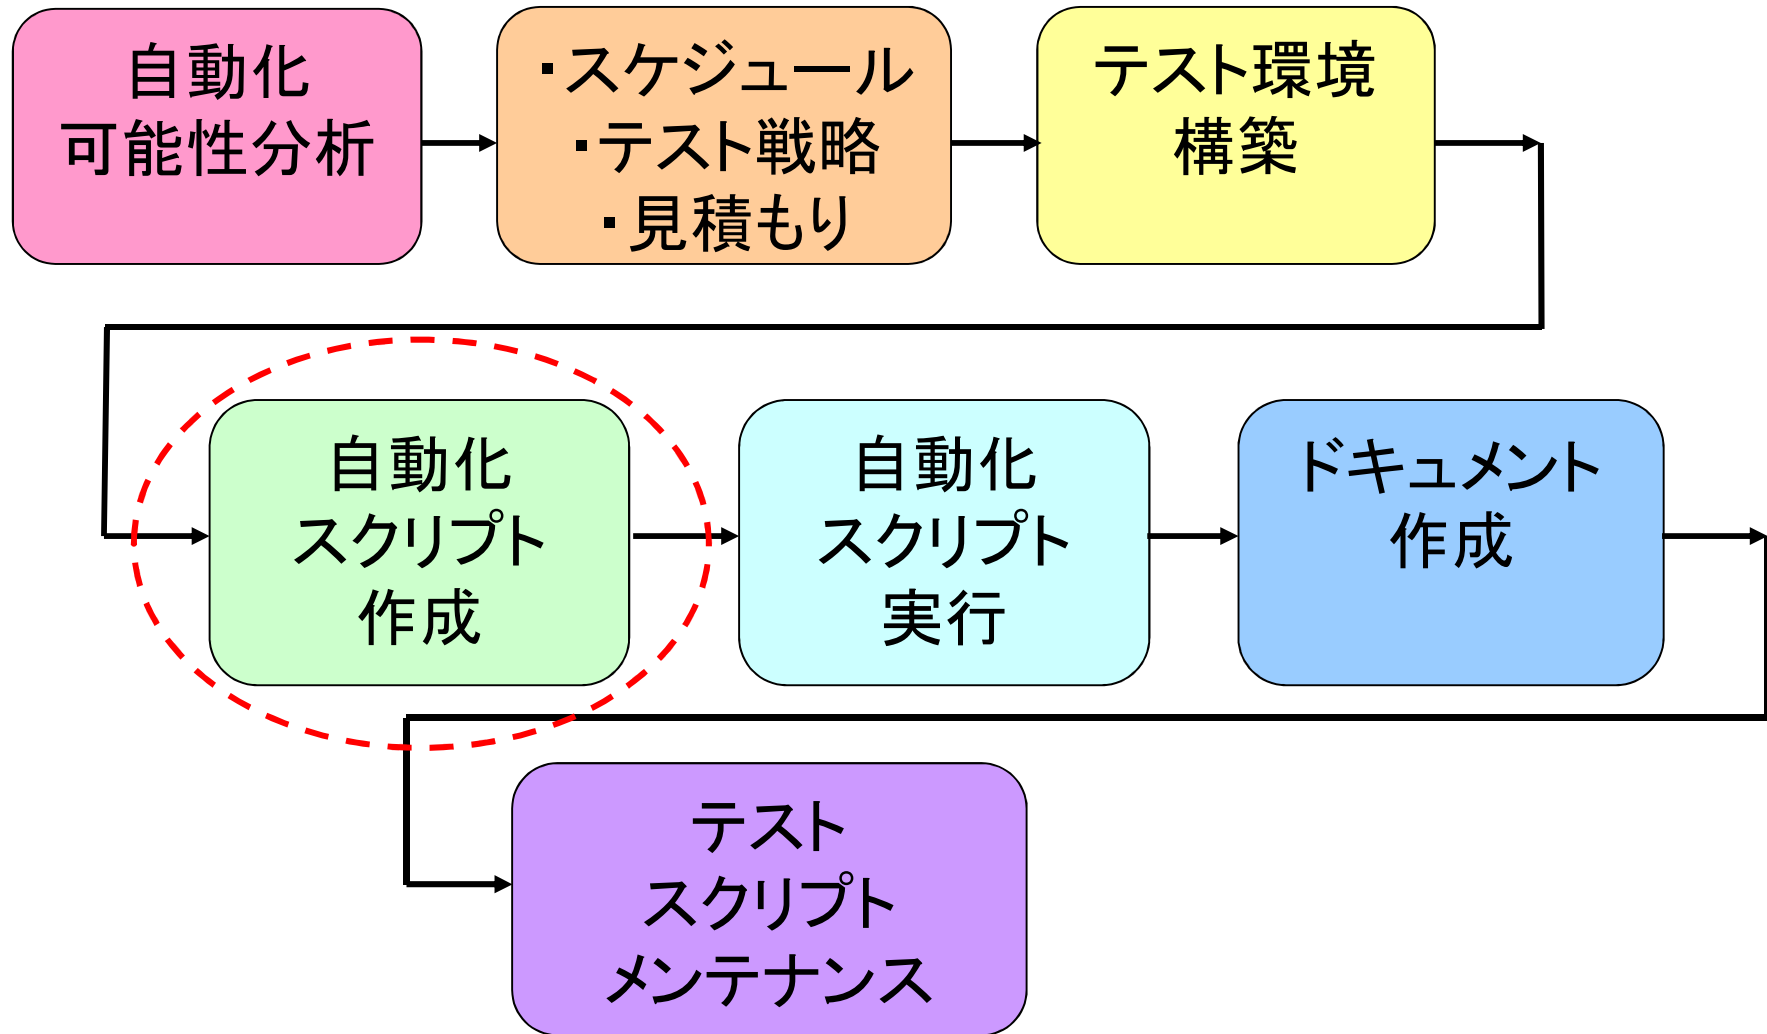 自動化
可能性分析
・スケジュール
・テスト戦略
・見積もり
テスト環境
構築
自動化
スクリプト
作成
自動化
スクリプト
実行
ドキュメント
作成
テスト
スクリプト
メンテナンス